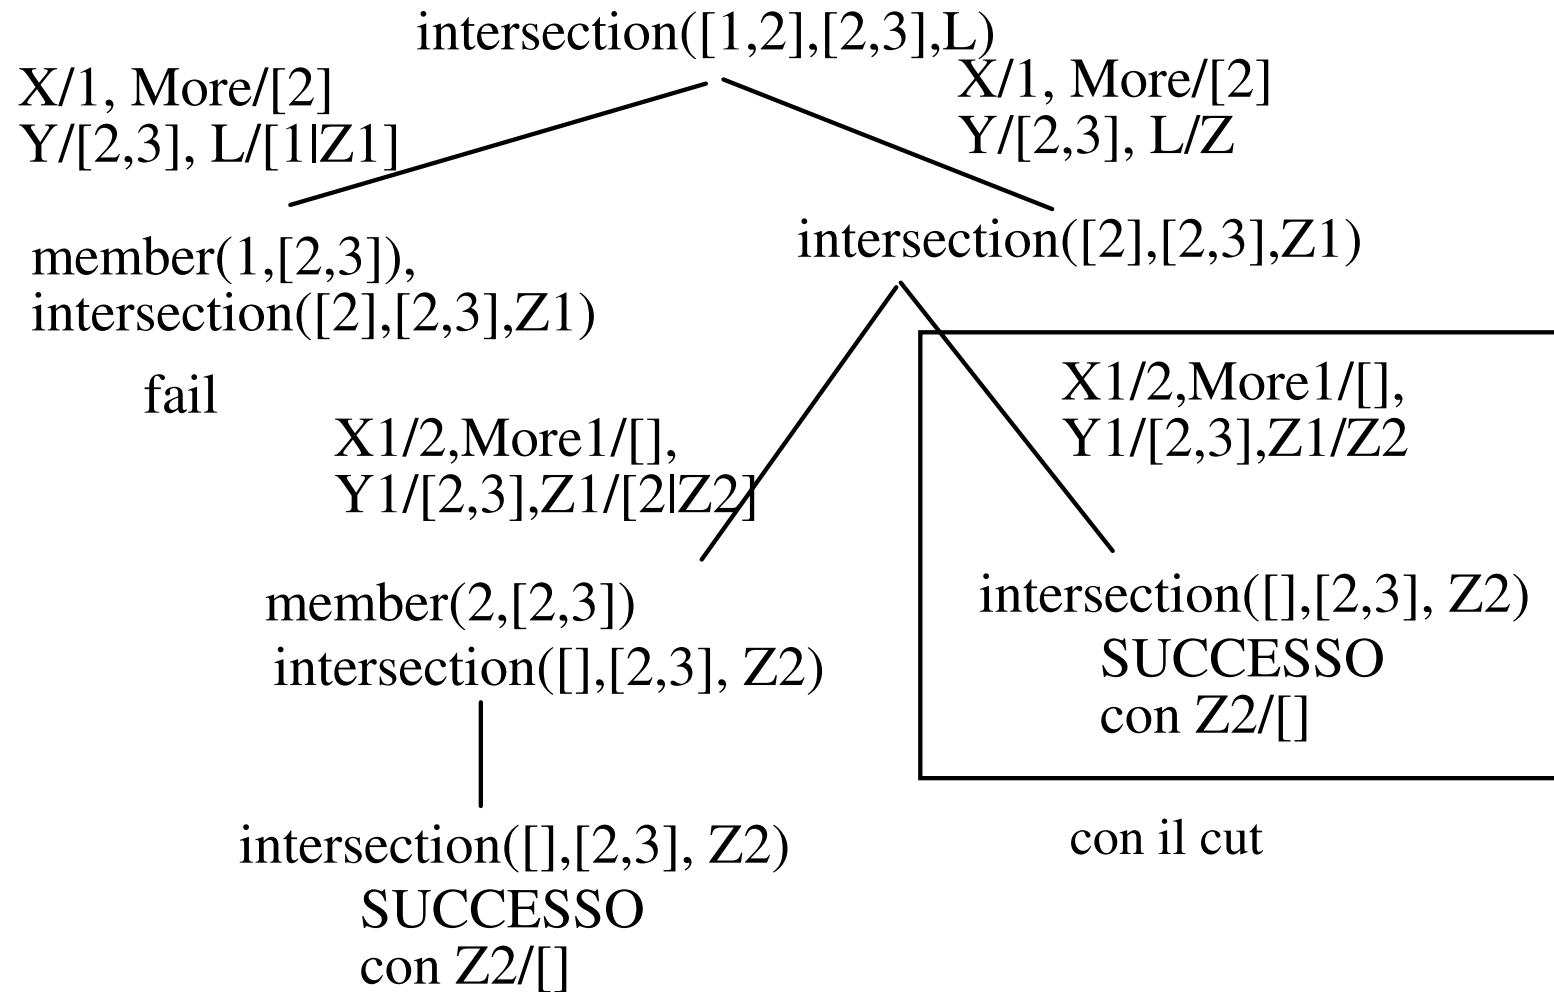 intersection([1,2],[2,3],L)
X/1, More/[2]
Y/[2,3], L/[1|Z1]
X/1, More/[2]
Y/[2,3], L/Z
member(1,[2,3]),
intersection([2],[2,3],Z1)
fail
intersection([2],[2,3],Z1)
X1/2,More1/[],
Y1/[2,3],Z1/[2|Z2]
X1/2,More1/[],
Y1/[2,3],Z1/Z2
member(2,[2,3])
intersection([],[2,3], Z2)
intersection([],[2,3], Z2)
SUCCESSO
con Z2/[]
intersection([],[2,3], Z2)
SUCCESSO
con Z2/[]
con il cut